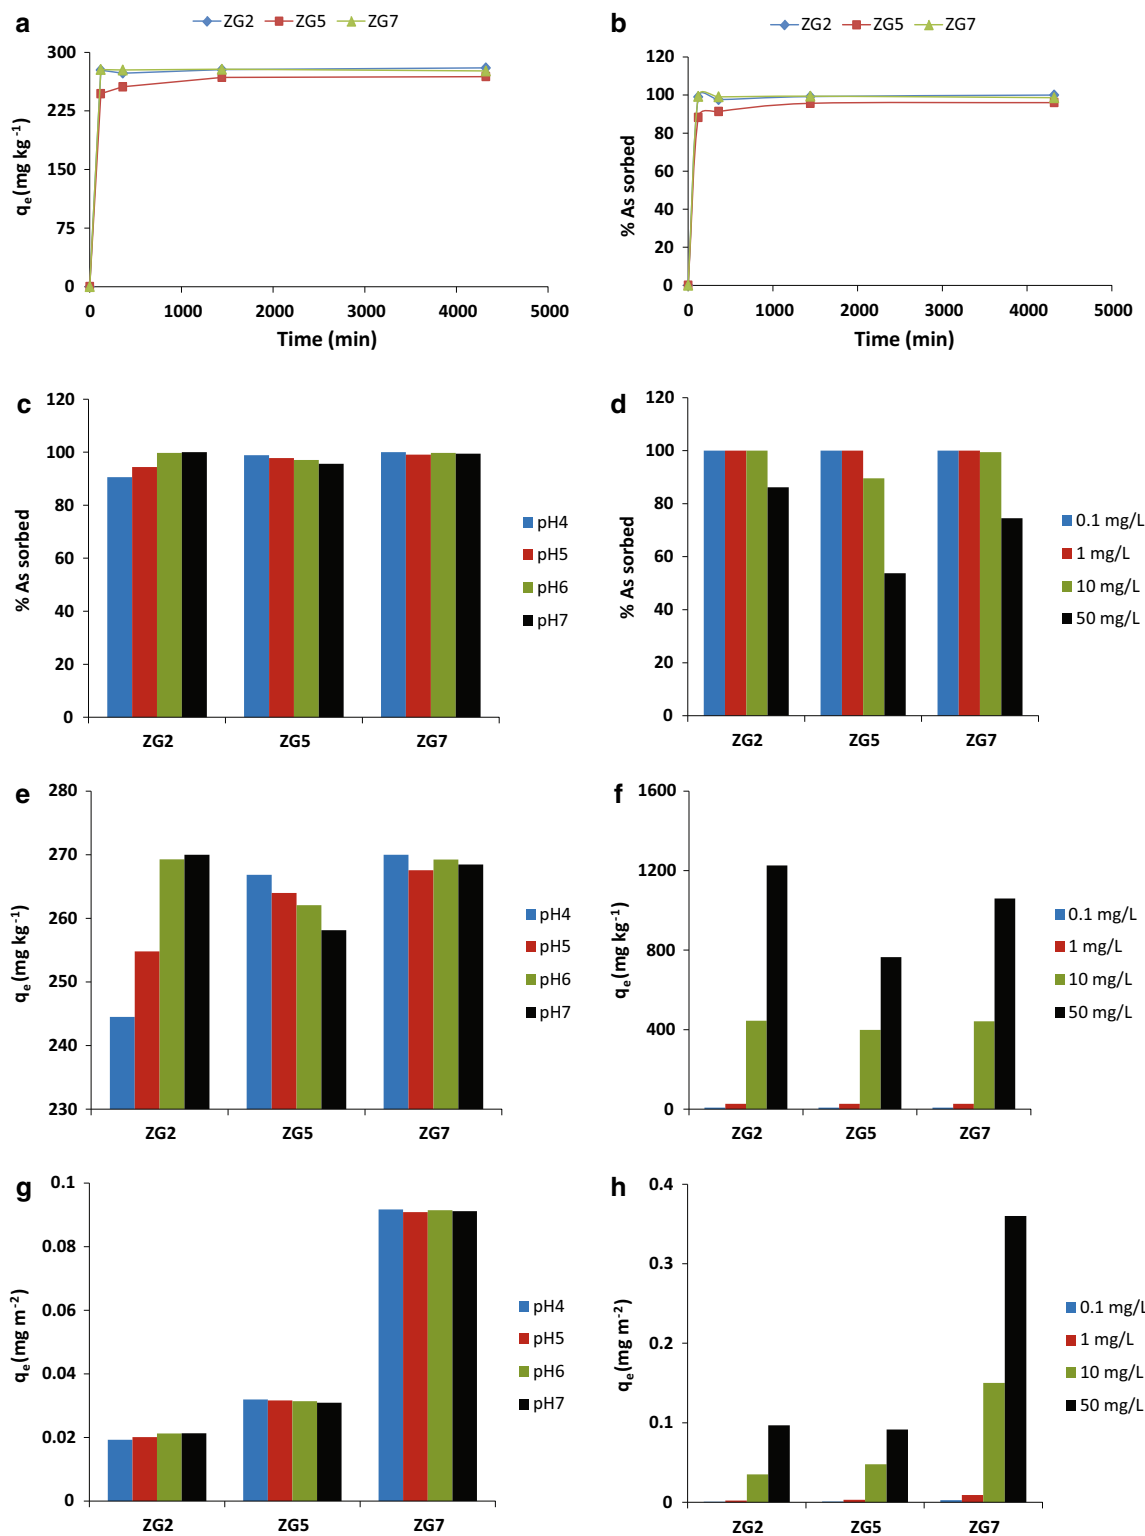 a
ZG2 ZG5 ZG7
300
225
150
75
0
qe (mg kg-1)
0 1000 2000 3000 4000 5000
Time (min)
b
ZG2 ZG5 ZG7
120
100
80
60
40
20
0
% As sorbed
0 1000 2000 3000 4000 5000
Time (min)
c
120
100
80
60
40
20
0
% As sorbed
ZG2 ZG5 ZG7
pH4
pH5
pH6
pH7
d
120
100
80
60
40
20
0
% As sorbed
ZG2 ZG5 ZG7
0.1 mg/L
1 mg/L
10 mg/L
50 mg/L
e
280
270
260
250
240
230
qe (mg kg-1)
ZG2 ZG5 ZG7
pH4
pH5
pH6
pH7
f
1600
1200
800
400
0
qe (mg kg-1)
ZG2 ZG5 ZG7
0.1 mg/L
1 mg/L
10 mg/L
50 mg/L
g
0.1
0.08
0.06
0.04
0.02
0
qe (mg m-2)
ZG2 ZG5 ZG7
pH4
pH5
pH6
pH7
h
0.4
0.3
0.2
0.1
0
qe (mg m-2)
ZG2 ZG5 ZG7
0.1 mg/L
1 mg/L
10 mg/L
50 mg/L